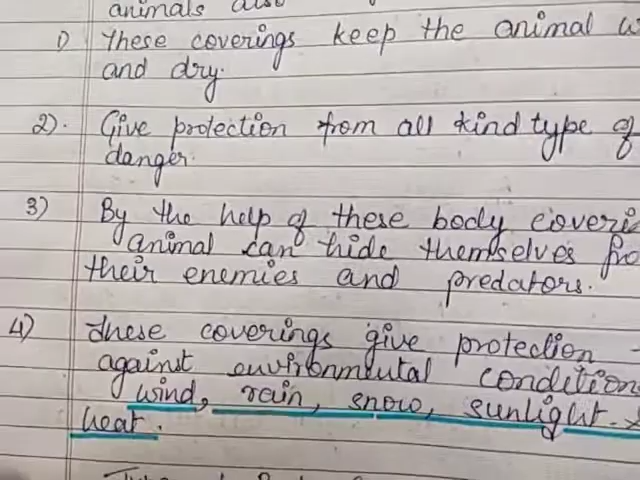 animals also
1) These coverings keep the animal
and dry.
2). Give protection from all kind type of
danger.
3) By the help of these body
animal can hide themselves
their enemies and predators.
4) These coverings give protection
against environmental condition
wind, rain, snow, sunlight
heat.